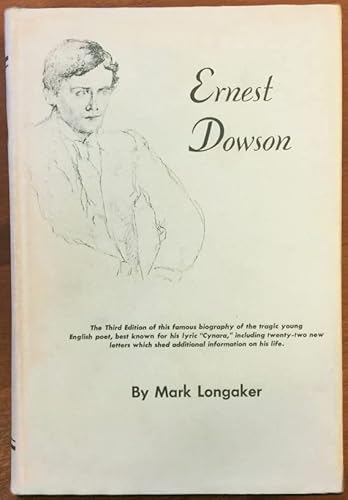 Ernest
Dowson
The Third Edition of this famous biography of the tragic young
English poet, best known for his lyric "Cynara," including twenty-two new
letters which shed additional information on his life.
By Mark Longaker